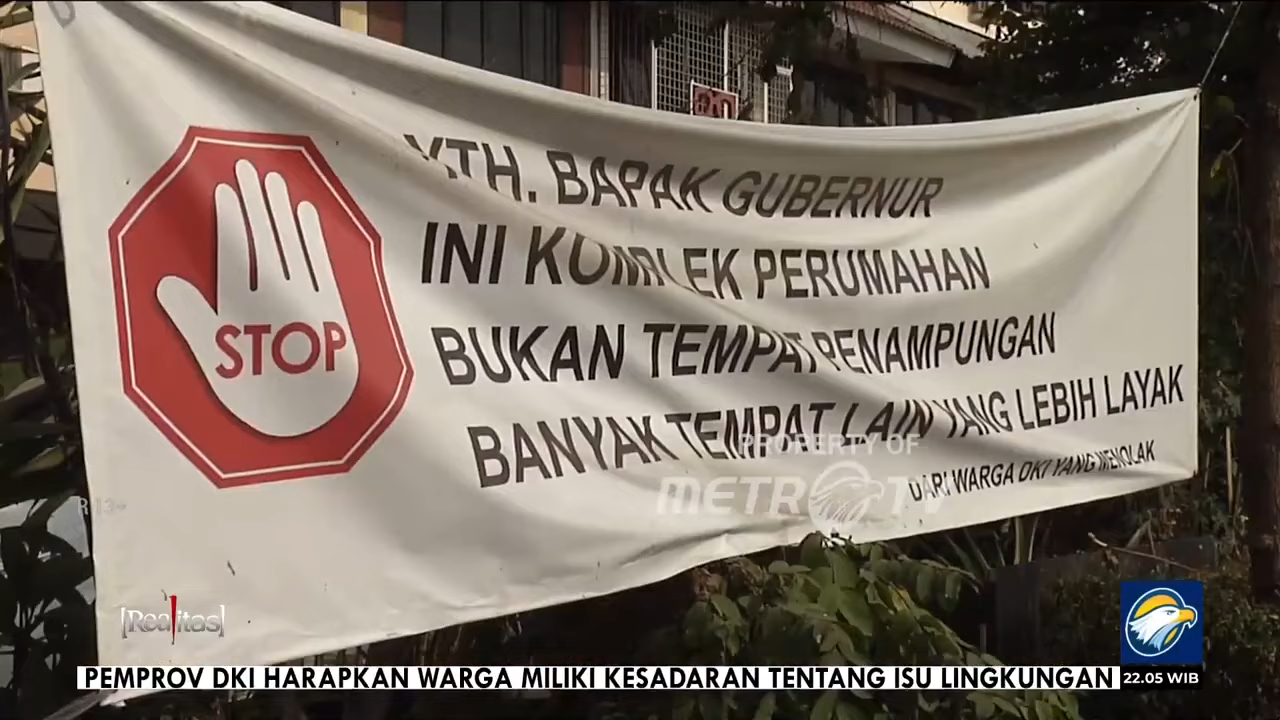 STOP
YTH. BAPAK GUBERNUR
INI KOMPLEK PERUMAHAN
BUKAN TEMPAT PENAMPUNGAN
BANYAK TEMPAT LAIN YANG LEBIH LAYAK
DARI WARGA DKI YANG MENOLAK
PROPERTY OF
METRO TV
R 13+
[Realitas]
PEMPROV DKI HARAPKAN WARGA MILIKI KESADARAN TENTANG ISU LINGKUNGAN
22.05 WIB